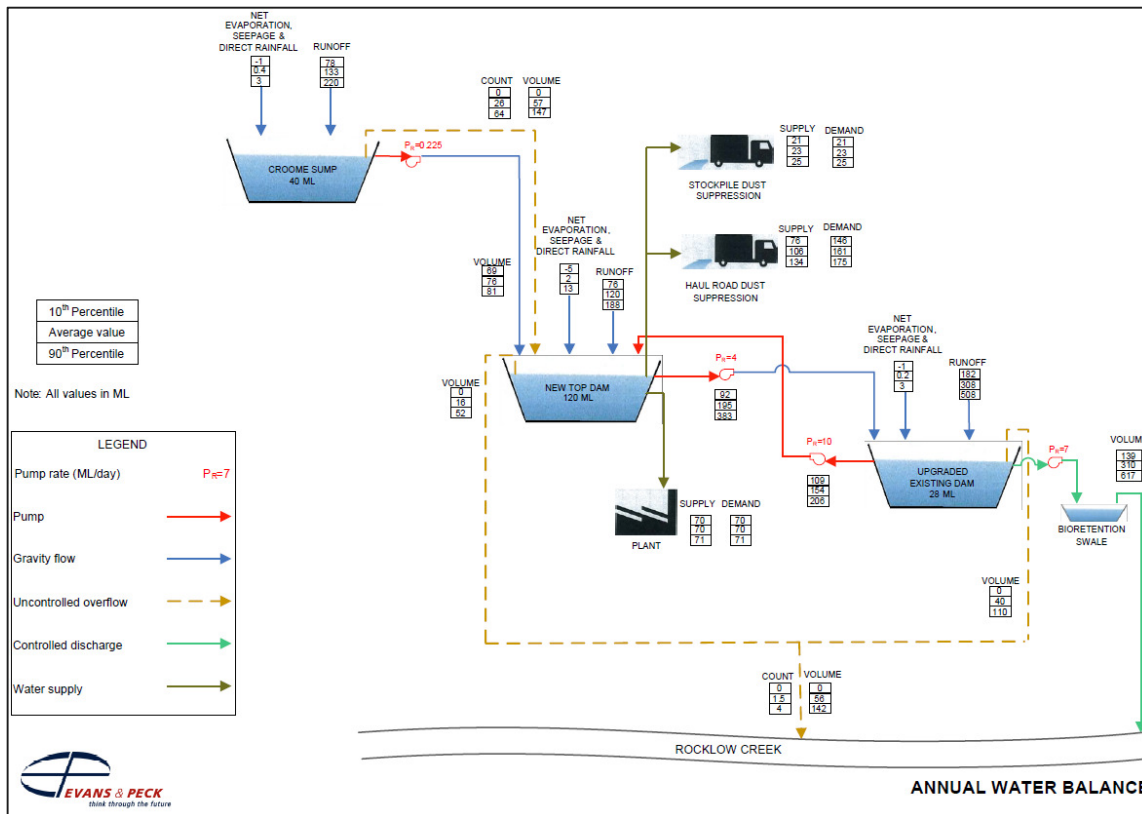 NET
EVAPORATION,
SEEPAGE &
DIRECT RAINFALL
-1
0.4
3
RUNOFF
78
133
220
COUNT
0
26
64
VOLUME
0
57
147
CROOME SUMP
40 ML
PR=0.225
VOLUME
69
76
81
SUPPLY
21
23
25
DEMAND
21
23
25
STOCKPILE DUST
SUPPRESSION
SUPPLY
76
106
134
DEMAND
146
161
175
HAUL ROAD DUST
SUPPRESSION
NET
EVAPORATION,
SEEPAGE &
DIRECT RAINFALL
-5
2
13
RUNOFF
76
120
188
10th Percentile
Average value
90th Percentile
Note: All values in ML
VOLUME
0
16
52
NEW TOP DAM
120 ML
PR=4
92
195
383
NET
EVAPORATION,
SEEPAGE &
DIRECT RAINFALL
-1
0.2
3
RUNOFF
182
308
508
PR=10
109
154
206
UPGRADED
EXISTING DAM
28 ML
PR=7
VOLUME
139
310
617
BIORETENTION
SWALE
PLANT
SUPPLY
70
70
71
DEMAND
70
70
71
VOLUME
0
40
110
LEGEND
Pump rate (ML/day) PR=7
Pump
Gravity flow
Uncontrolled overflow
Controlled discharge
Water supply
COUNT
0
1.5
4
VOLUME
0
56
142
ROCKLOW CREEK
EVANS & PECK
think through the future
ANNUAL WATER BALANCE